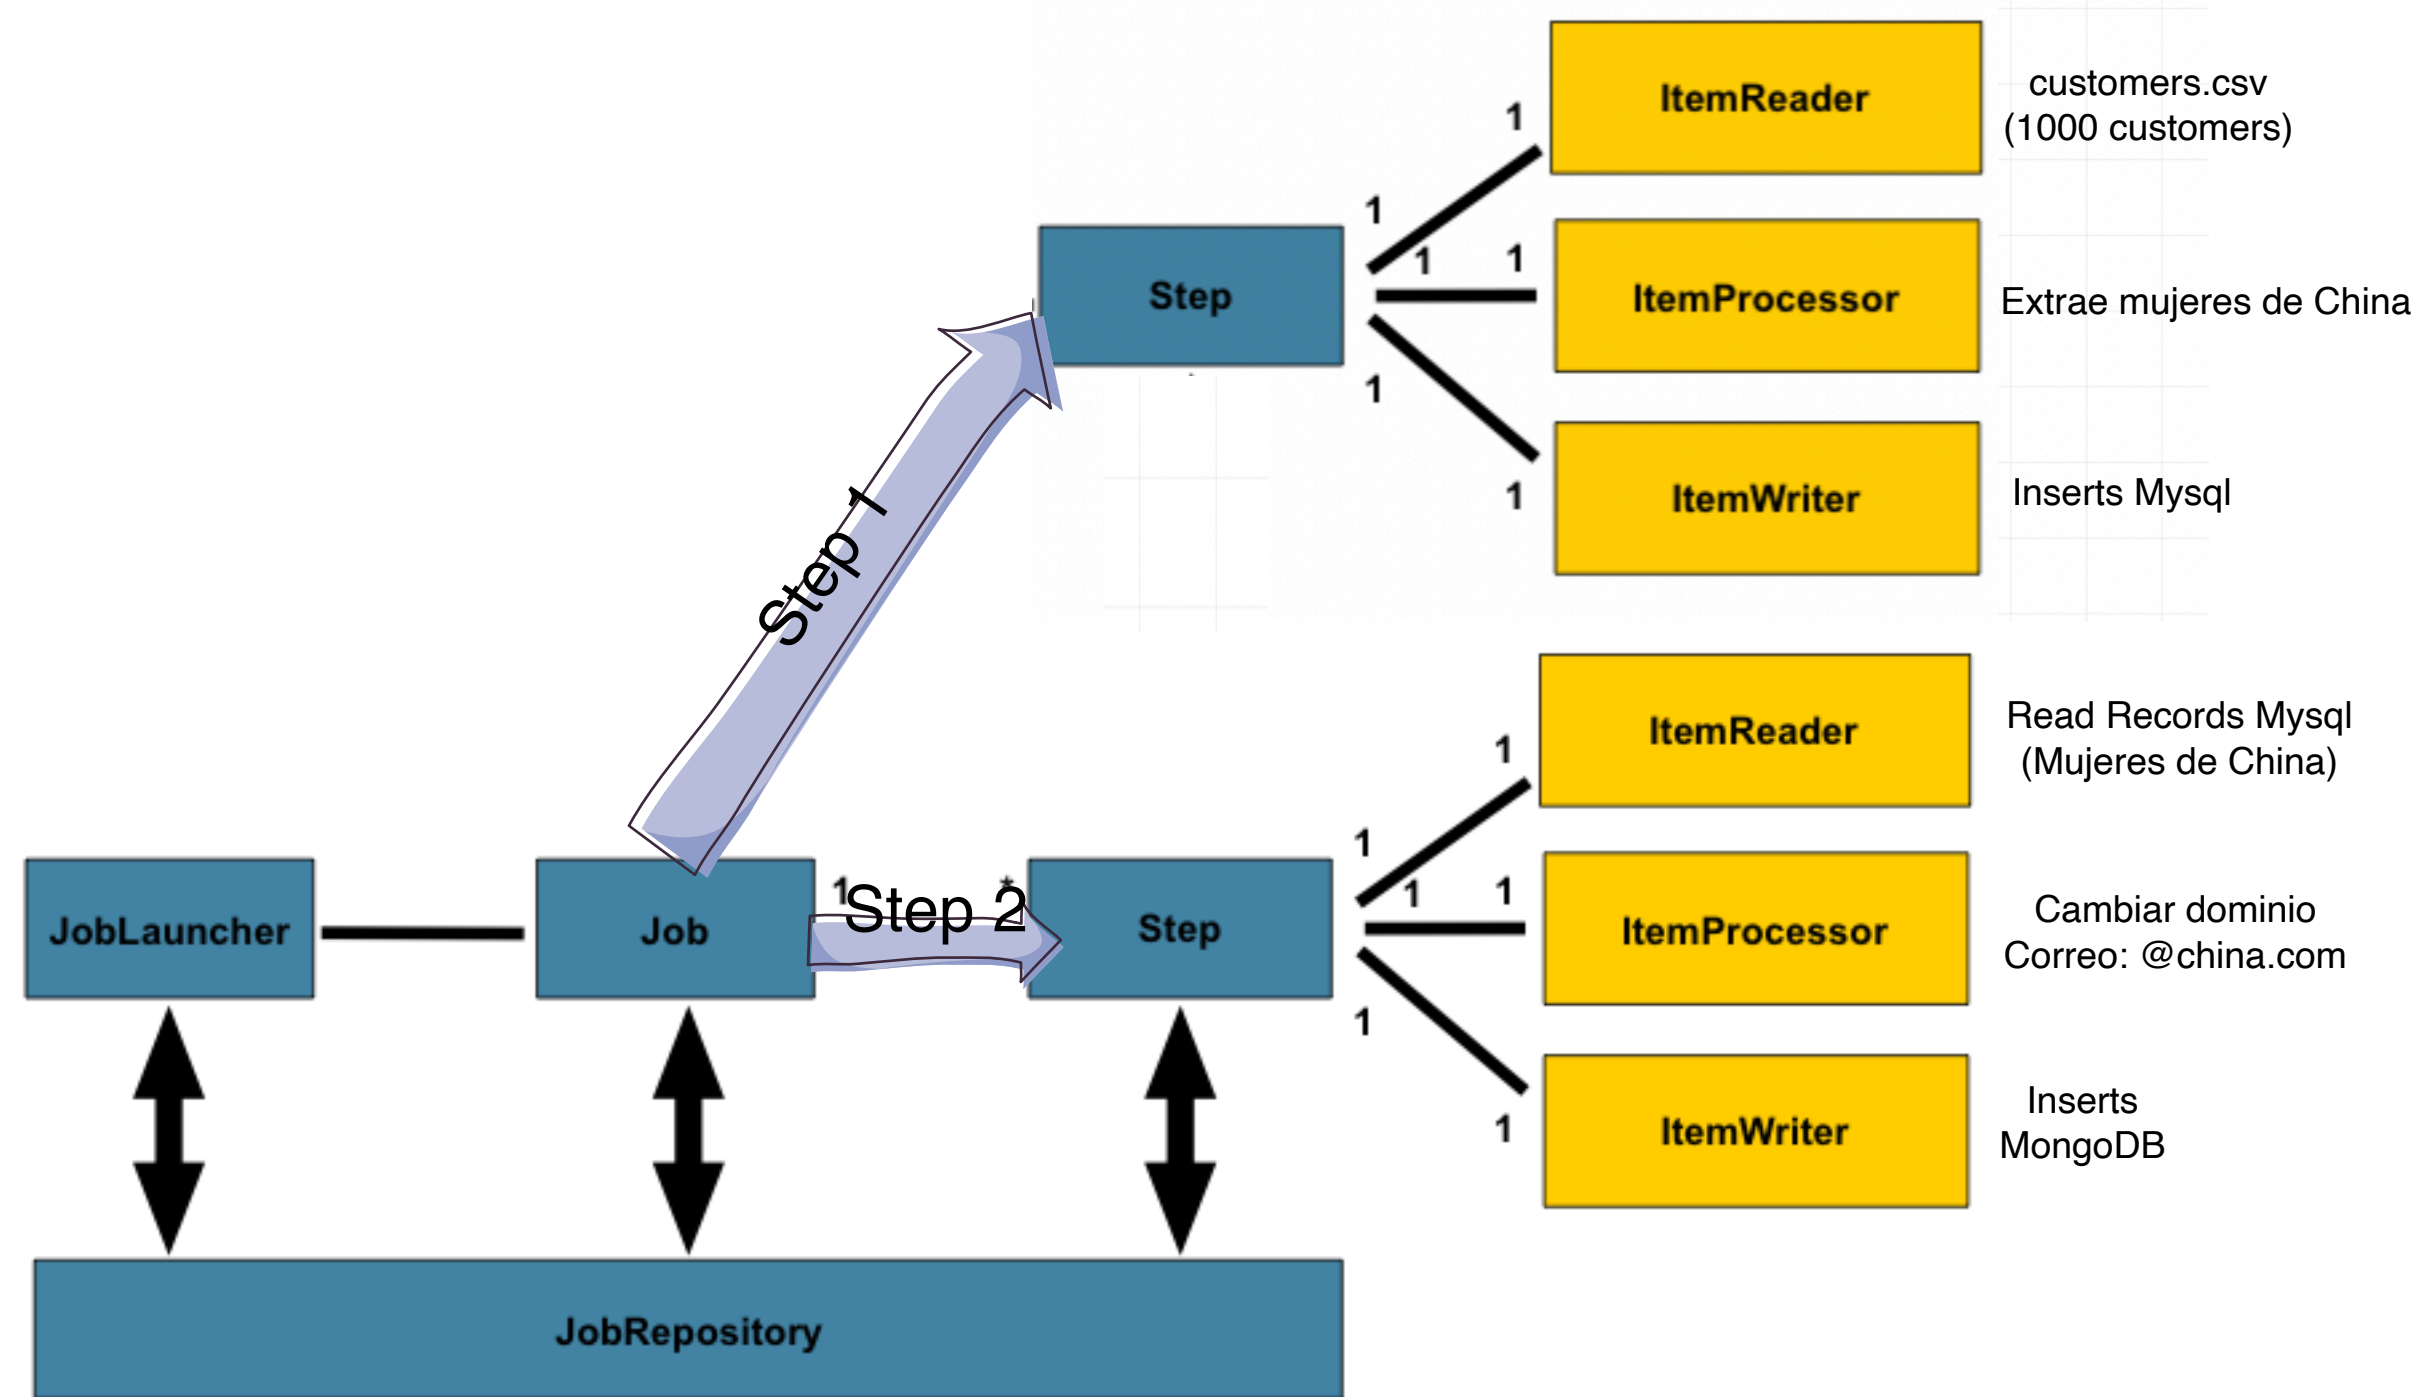 ItemReader
customers.csv
(1000 customers)
1
1
Step
1
1
ItemProcessor
Extrae mujeres de China
1
1
ItemWriter
Inserts Mysql
Step 1
ItemReader
Read Records Mysql
(Mujeres de China)
1
1
JobLauncher
Job
1
*
Step 2
Step
1
1
ItemProcessor
Cambiar dominio
Correo: @china.com
1
1
ItemWriter
Inserts
MongoDB
JobRepository